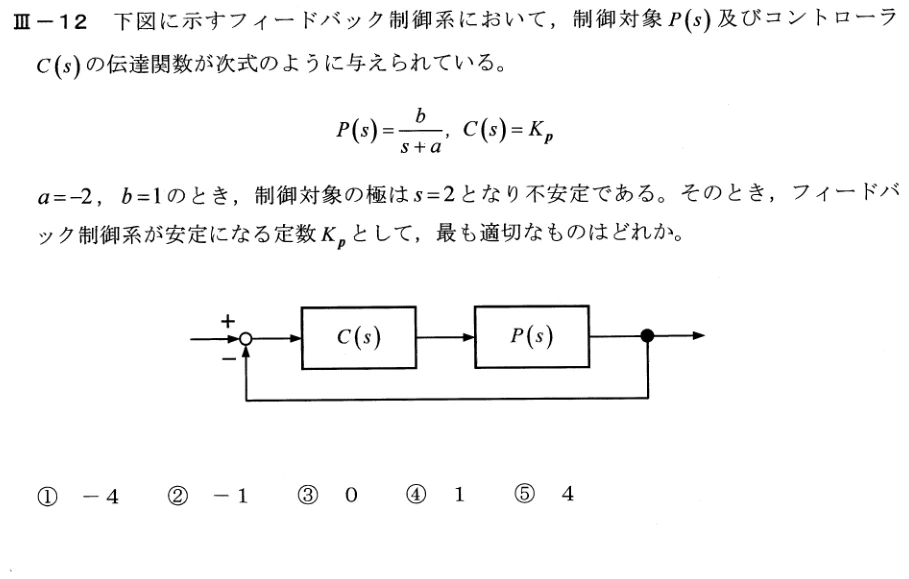 Ⅲ－12 下図に示すフィードバック制御系において，制御対象P(s)及びコントローラ
C(s)の伝達関数が次式のように与えられている。
P(s)=b/(s+a), C(s)=K_p
a=-2，b=1のとき，制御対象の極はs=2となり不安定である。そのとき，フィードバ
ック制御系が安定になる定数K_pとして，最も適切なものはどれか。
+ C(s) P(s)
−
① －4 ② －1 ③ 0 ④ 1 ⑤ 4